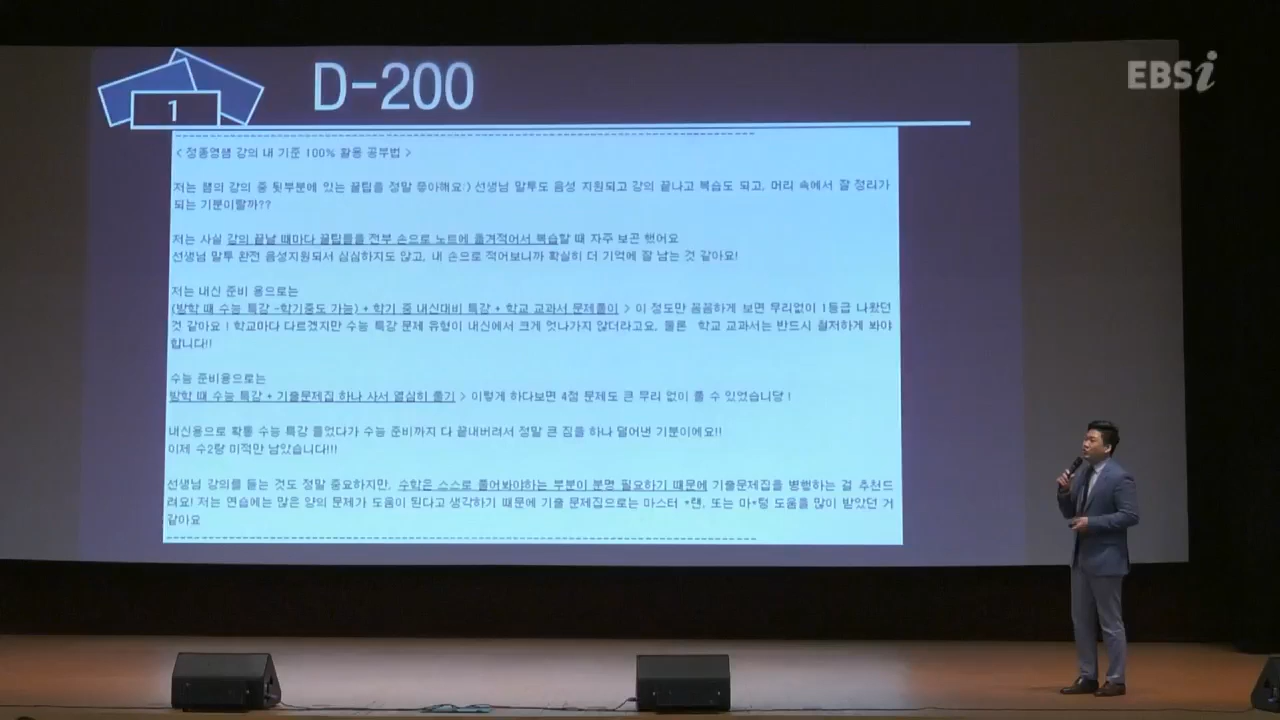 EBSi
1
D-200
< 정종영쌤 강의 내 기준 100% 활용 공부법 >
저는 쌤의 강의 중 뒷부분에 있는 꿀팁을 정말 좋아해요:) 선생님 말투도 음성 지원되고 강의 끝나고 복습도 되고, 머리 속에서 잘 정리가
되는 기분이랄까??
저는 사실 강의 끝날 때마다 꿀팁들을 전부 손으로 노트에 옮겨적어서 복습할 때 자주 보곤 했어요
선생님 말투 완전 음성지원되서 심심하지도 않고, 내 손으로 적어보니까 확실히 더 기억에 잘 남는 것 같아요!
저는 내신 준비 용으로는
(방학 때 수능 특강 -학기중도 가능) + 학기 중 내신대비 특강 + 학교 교과서 문제풀이 > 이 정도만 꼼꼼하게 보면 무리없이 1등급 나왔던
것 같아요 ! 학교마다 다르겠지만 수능 특강 문제 유형이 내신에서 크게 엇나가지 않더라고요, 물론 학교 교과서는 반드시 철저하게 봐야
합니다!!
수능 준비용으로는
방학 때 수능 특강 + 기출문제집 하나 사서 열심히 풀기 > 이렇게 하다보면 4점 문제도 큰 무리 없이 풀 수 있었습니당 !
내신용으로 확통 수능 특강 들었다가 수능 준비까지 다 끝내버려서 정말 큰 짐을 하나 덜어낸 기분이에요!!
이제 수2랑 미적만 남았습니다!!!
선생님 강의를 듣는 것도 정말 중요하지만, 수학은 스스로 풀어봐야하는 부분이 분명 필요하기 때문에 기출문제집을 병행하는 걸 추천드
려요! 저는 연습에는 많은 양의 문제가 도움이 된다고 생각하기 때문에 기출 문제집으로는 마스터 *랜, 또는 마*텅 도움을 많이 받았던 거
같아요